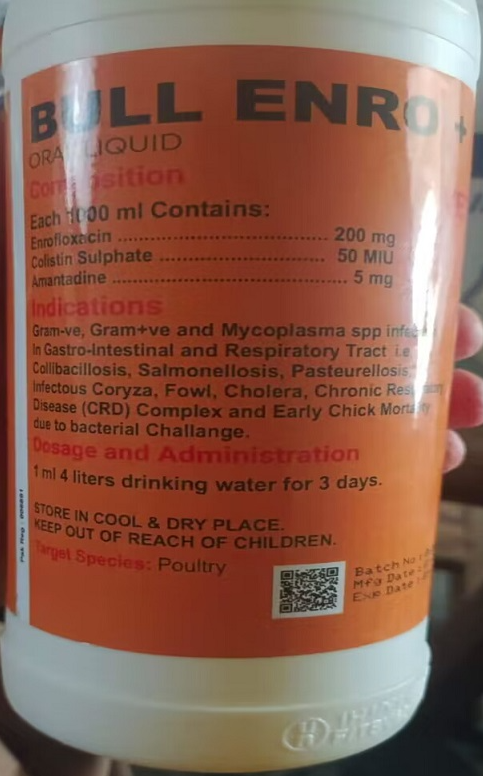 BULL ENRO +
ORAL LIQUID
Composition
Each 1000 ml Contains:
Enrofloxacin ........................................ 200 mg
Colistin Sulphate ................................ 50 MIU
Amantadine ............................................. 5 mg
Indications
Gram-ve, Gram+ve and Mycoplasma spp
In Gastro-Intestinal and Respiratory Tract i.e
Collibacillosis, Salmonellosis, Pasteurellosis,
Infectous Coryza, Fowl, Cholera, Chronic Respiratory
Disease (CRD) Complex and Early Chick Mortality
due to bacterial Challange.
Dosage and Administration
1 ml 4 liters drinking water for 3 days.
STORE IN COOL & DRY PLACE.
KEEP OUT OF REACH OF CHILDREN.
Target Species: Poultry
Batch No :
Mfg Date :
Exp Date :